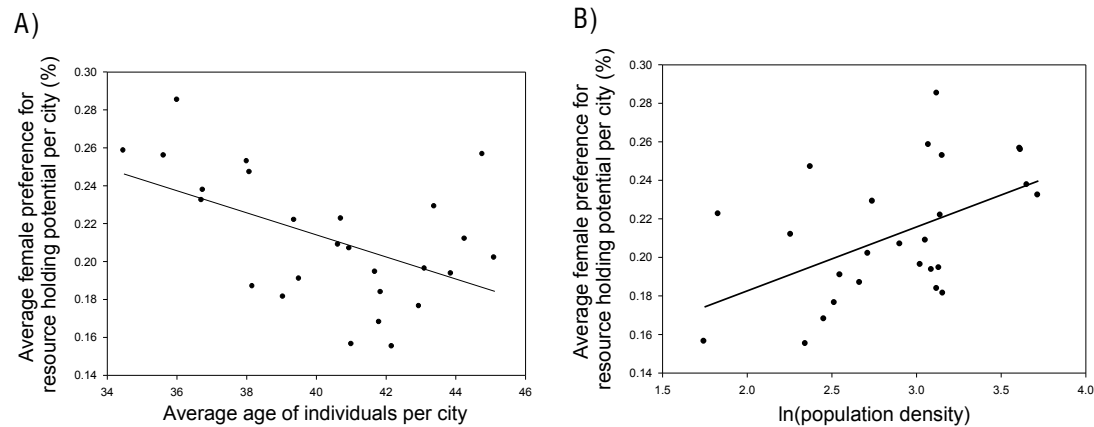 A)
Average female preference for
resource holding potential per city (%)
0.30
0.28
0.26
0.24
0.22
0.20
0.18
0.16
0.14
34 36 38 40 42 44 46
Average age of individuals per city
B)
Average female preference for
resource holding potential per city (%)
0.30
0.28
0.26
0.24
0.22
0.20
0.18
0.16
0.14
1.5 2.0 2.5 3.0 3.5 4.0
ln(population density)